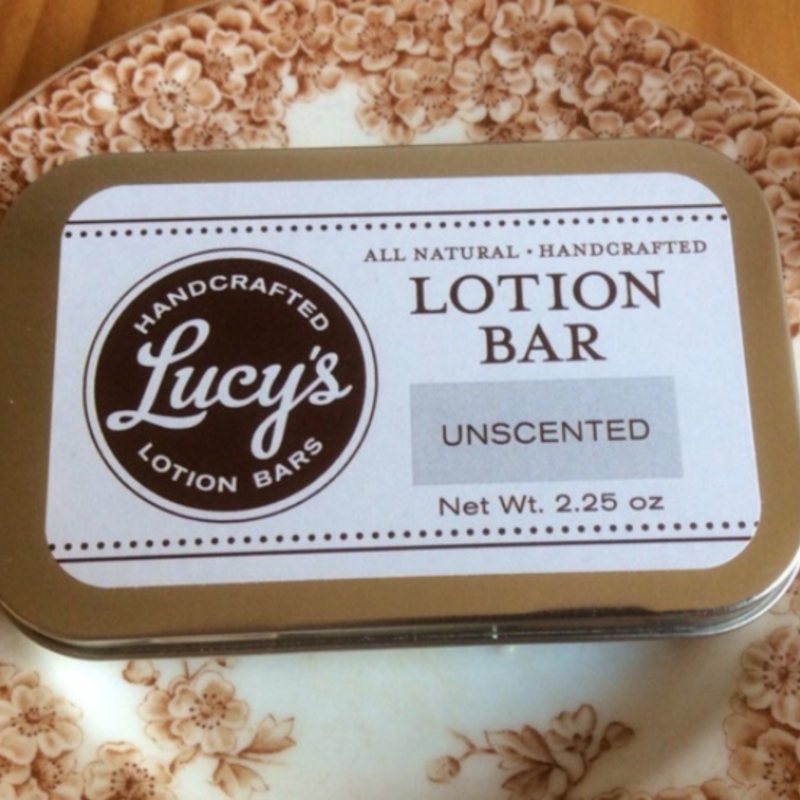 HANDCRAFTED
Lucy's
LOTION BARS
ALL NATURAL • HANDCRAFTED
LOTION
BAR
UNSCENTED
Net Wt. 2.25 oz